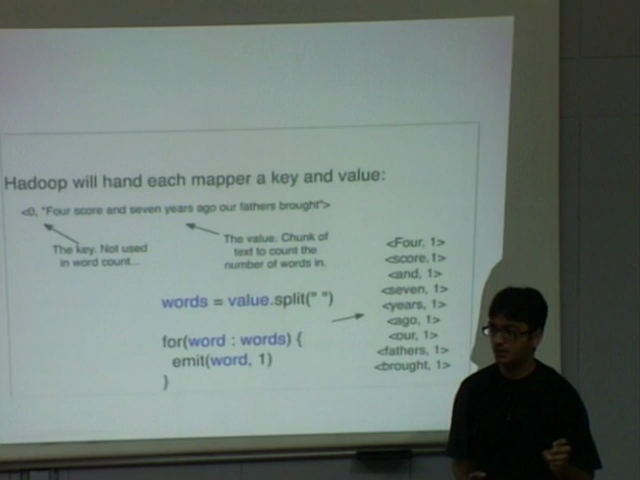 Hadoop will hand each mapper a key and value:
<0, "Four score and seven years ago our fathers brought">
The key. Not used
in word count...
The value. Chunk of
text to count the
number of words in.
words = value.split(" ")
for(word : words) {
emit(word, 1)
}
<Four, 1>
<score,1>
<and, 1>
<seven, 1>
<years, 1>
<ago, 1>
<our, 1>
<fathers, 1>
<brought, 1>